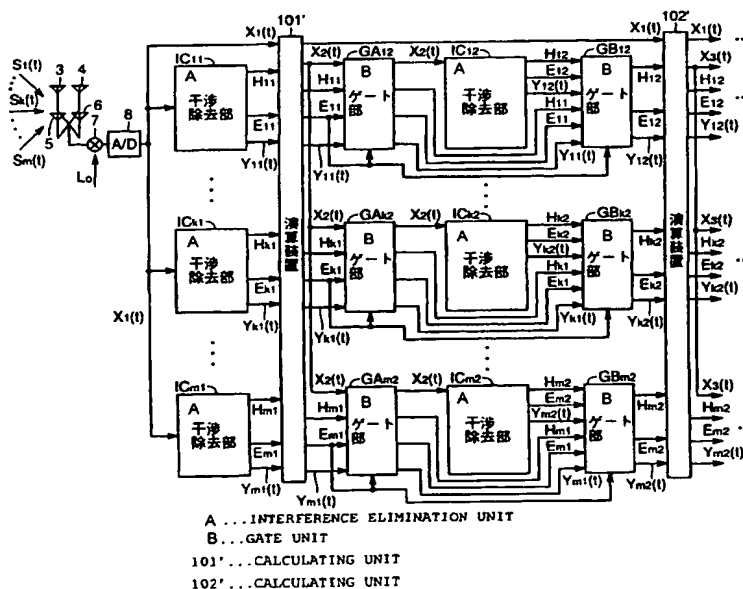 101' 102'
X1(t) X1(t) X1(t)
X2(t) GA12 X2(t) IC12 GB12 X3(t)
S1(t) 3 4 IC11
A 干渉除去部 H11 H11 B ゲート部 A 干渉除去部 H12 E12 Y12(t) H11 E11 B ゲート部 H12 H12
Sk(t) 7 6 8 E11 E11 E12 E12
5 A/D
Sm(t) Y11(t) Y11(t) Y11(t) Y12(t) Y12(t)
Lo
ICk1 X2(t) GAk2 X2(t) ICk2 GBk2 X3(t)
A 干渉除去部 Hk1 演算装置 Hk1 B ゲート部 A 干渉除去部 Hk2 Ek2 Yk2(t) Hk1 Ek1 B ゲート部 Hk2 演算装置 Hk2
Ek1 Ek1 Ek2 Ek2
Yk1(t) Yk1(t) Yk1(t) Yk2(t) Yk2(t)
X1(t)
ICm1 X2(t) GAm2 X2(t) ICm2 GBm2 X3(t)
A 干渉除去部 Hm1 Hm1 B ゲート部 A 干渉除去部 Hm2 Em2 Ym2(t) Hm1 Em1 B ゲート部 Hm2 Hm2
Em1 Em1 Em2 Em2
Ym1(t) Ym1(t) Ym1(t) Ym2(t) Ym2(t)
A ...INTERFERENCE ELIMINATION UNIT
B...GATE UNIT
101'...CALCULATING UNIT
102'...CALCULATING UNIT